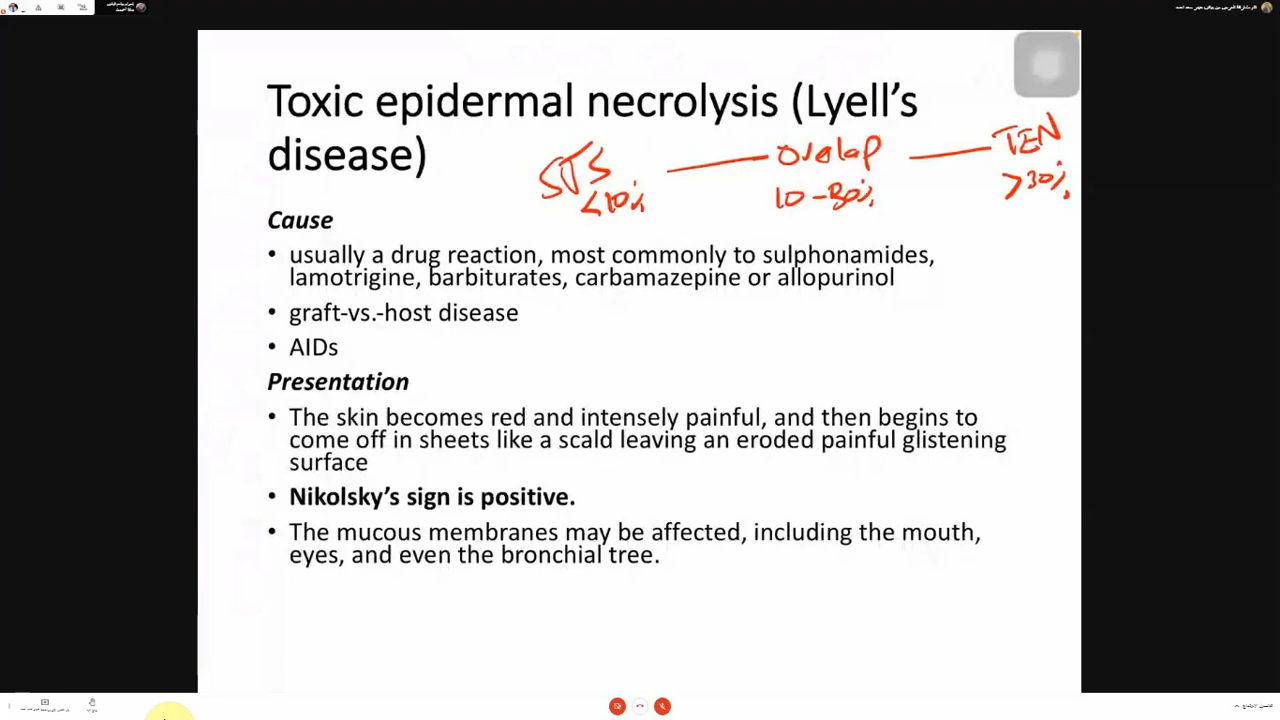 Toxic epidermal necrolysis (Lyell's
disease)
SJS
overlap
TEN
<10%
10-30%
>30%
Cause
• usually a drug reaction, most commonly to sulphonamides,
lamotrigine, barbiturates, carbamazepine or allopurinol
• graft-vs.-host disease
• AIDs
Presentation
• The skin becomes red and intensely painful, and then begins to
come off in sheets like a scald leaving an eroded painful glistening
surface
• Nikolsky's sign is positive.
• The mucous membranes may be affected, including the mouth,
eyes, and even the bronchial tree.